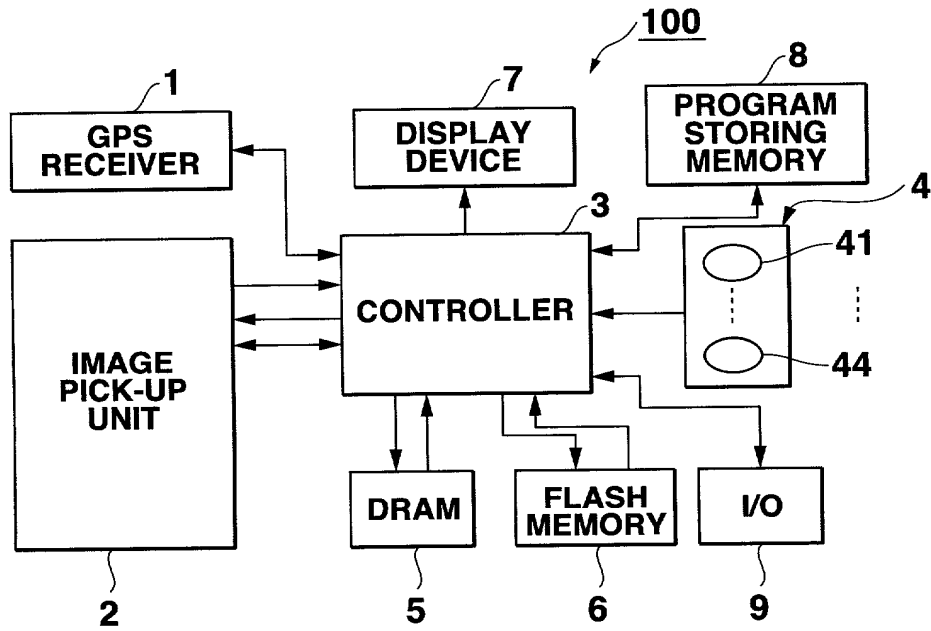 100
1
7
8
GPS
RECEIVER
DISPLAY
DEVICE
PROGRAM
STORING
MEMORY
3
4
41
CONTROLLER
IMAGE
PICK-UP
UNIT
44
DRAM
FLASH
MEMORY
I/O
2
5
6
9